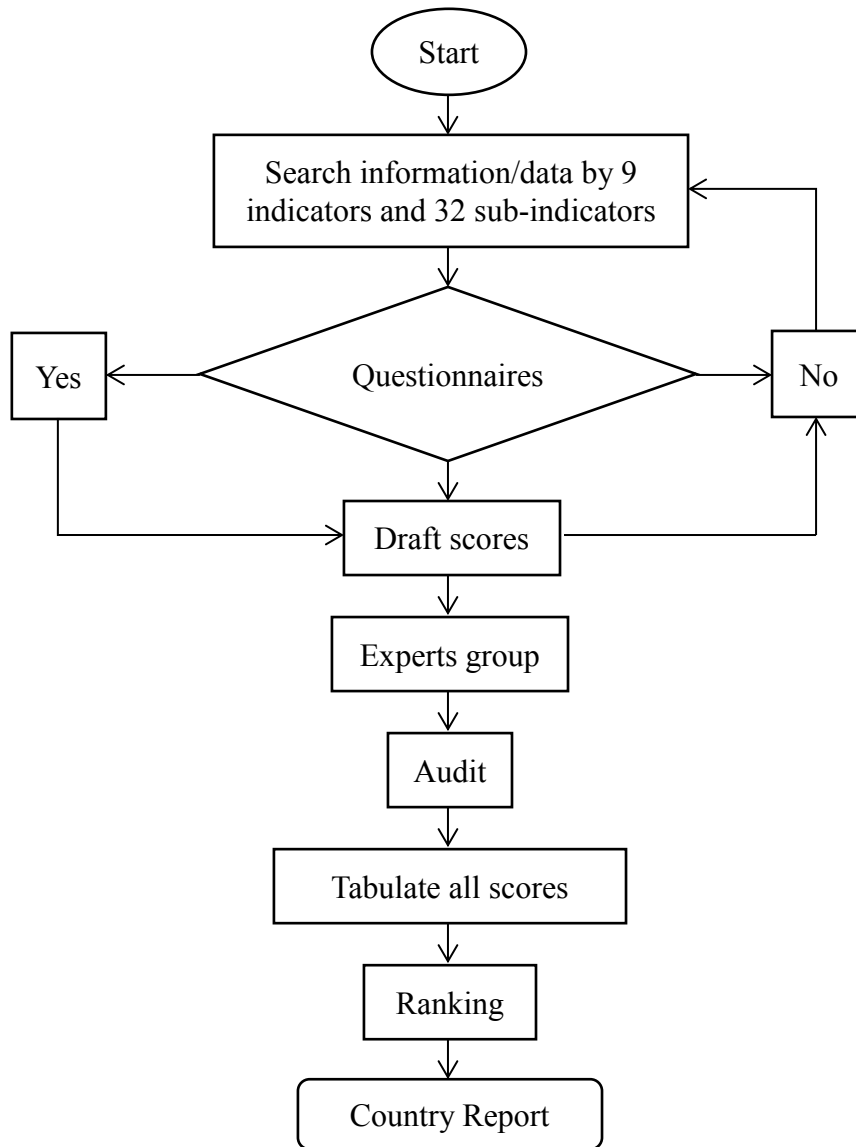 Start
Search information/data by 9
indicators and 32 sub-indicators
Yes
Questionnaires
No
Draft scores
Experts group
Audit
Tabulate all scores
Ranking
Country Report